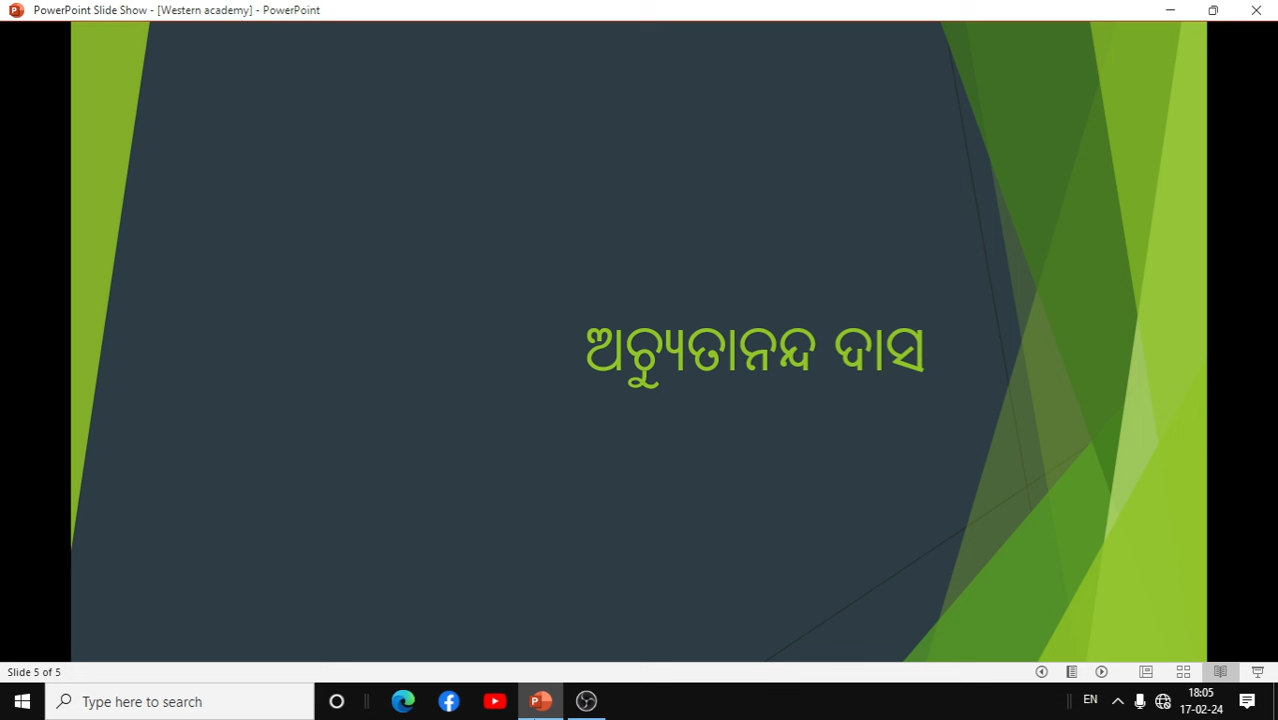 PowerPoint Slide Show - [Western academy] - PowerPoint
ଅଚ୍ୟୁତାନନ୍ଦ ଦାସ
Slide 5 of 5
Type here to search
EN
18:05
17-02-24